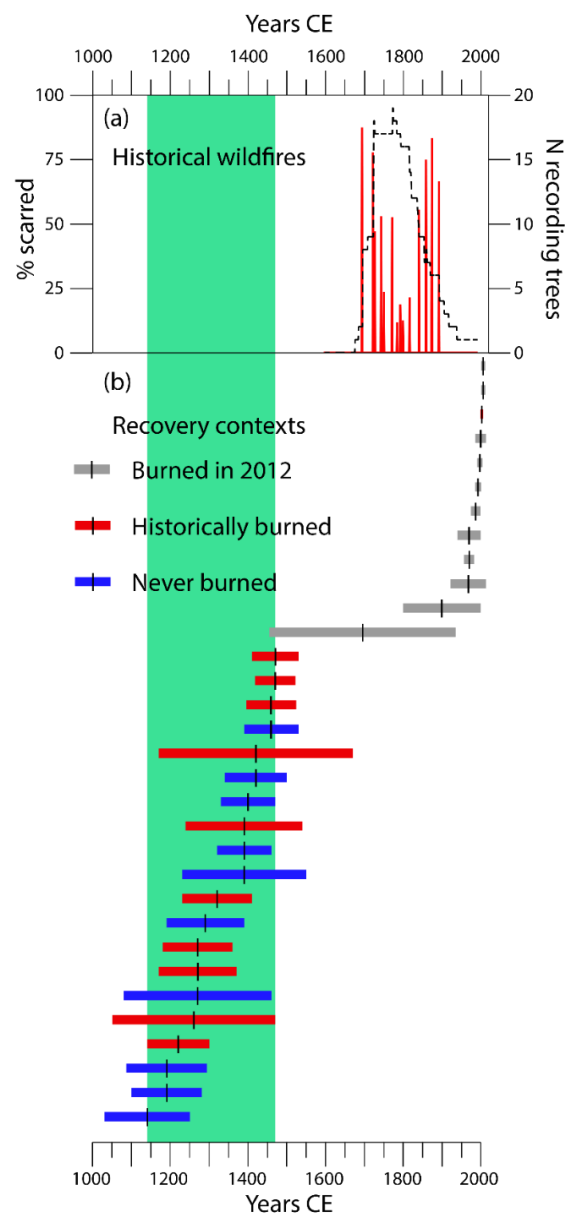 Years CE
1000 1200 1400 1600 1800 2000
100
75
50
25
0
% scarred
(a)
Historical wildfires
20
15
10
5
0
N recording trees
(b)
Recovery contexts
Burned in 2012
Historically burned
Never burned
1000 1200 1400 1600 1800 2000
Years CE